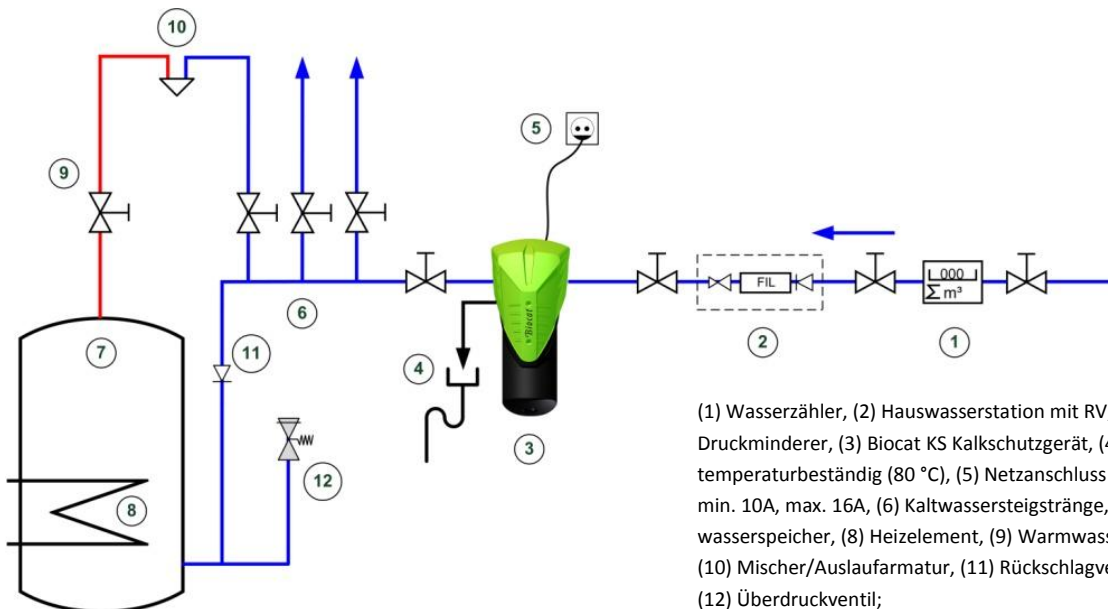 10
5
9
000
FIL
Σ m³
Biocat
6
7
11
2
1
4
3
12
8
(1) Wasserzähler, (2) Hauswasserstation mit RV,
Druckminderer, (3) Biocat KS Kalkschutzgerät, (4
temperaturbeständig (80 °C), (5) Netzanschluss
min. 10A, max. 16A, (6) Kaltwassersteigstränge,
wasserspeicher, (8) Heizelement, (9) Warmwass
(10) Mischer/Auslaufarmatur, (11) Rückschlagve
(12) Überdruckventil;